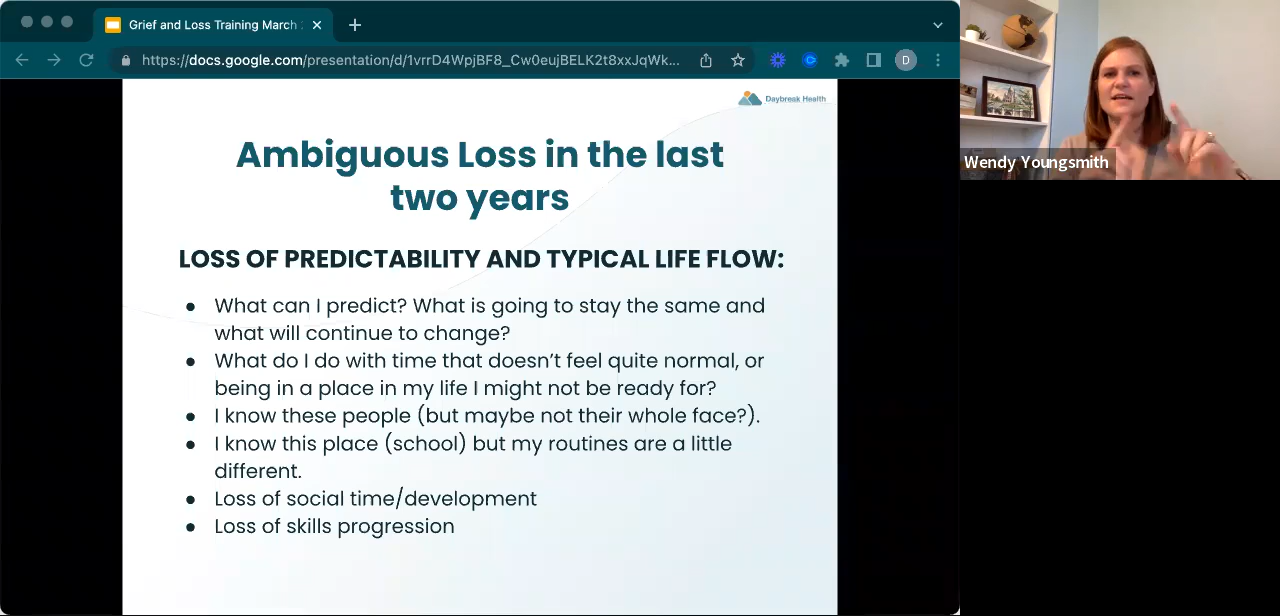 Grief and Loss Training March
https://docs.google.com/presentation/d/1vrrD4WpjBF8_Cw0eujBELK2t8xxJqWk...
D
Daybreak Health
Ambiguous Loss in the last
two years
LOSS OF PREDICTABILITY AND TYPICAL LIFE FLOW:
● What can I predict? What is going to stay the same and
what will continue to change?
● What do I do with time that doesn’t feel quite normal, or
being in a place in my life I might not be ready for?
● I know these people (but maybe not their whole face?).
● I know this place (school) but my routines are a little
different.
● Loss of social time/development
● Loss of skills progression
Wendy Youngsmith